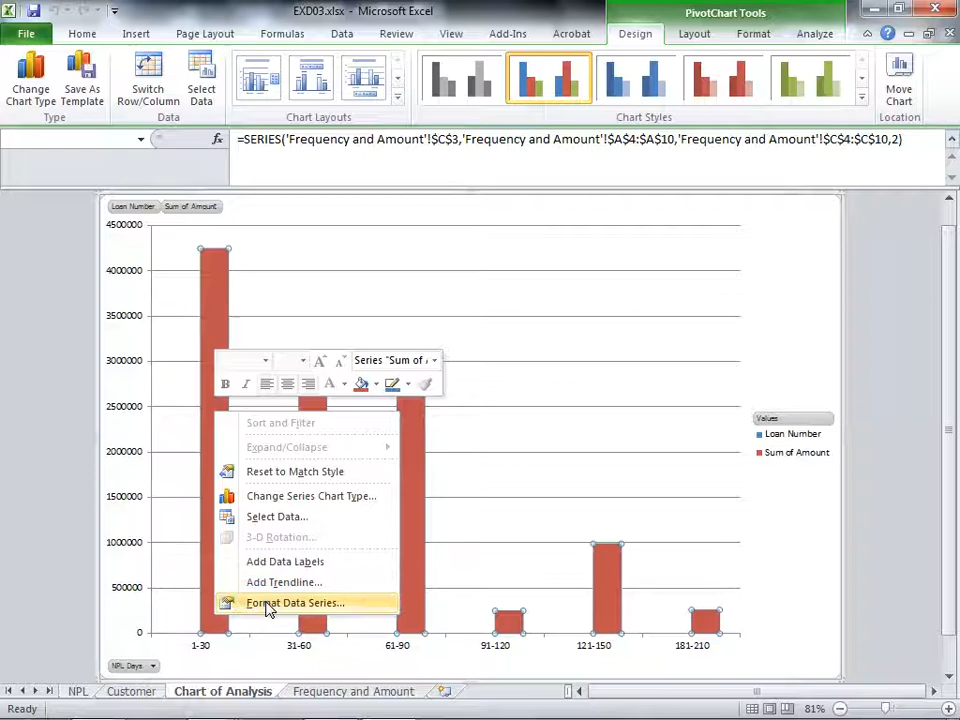 EXD03.xlsx - Microsoft Excel
PivotChart Tools
File Home Insert Page Layout Formulas Data Review View Add-Ins Acrobat Design Layout Format Analyze
Change Chart Type
Save As Template
Switch Row/Column
Select Data
Move Chart
Type
Data
Chart Layouts
Chart Styles
Location
fx =SERIES('Frequency and Amount'!$C$3,'Frequency and Amount'!$A$4:$A$10,'Frequency and Amount'!$C$4:$C$10,2)
Loan Number Sum of Amount
4500000
4000000
3500000
3000000
2500000
2000000
1500000
1000000
500000
0
Series "Sum of
B I A
Sort and Filter
Expand/Collapse
Reset to Match Style
Change Series Chart Type...
Select Data...
3-D Rotation...
Add Data Labels
Add Trendline...
Format Data Series...
Values
Loan Number
Sum of Amount
1-30 31-60 61-90 91-120 121-150 181-210
NPL Days
NPL Customer Chart of Analysis Frequency and Amount
Ready
81%